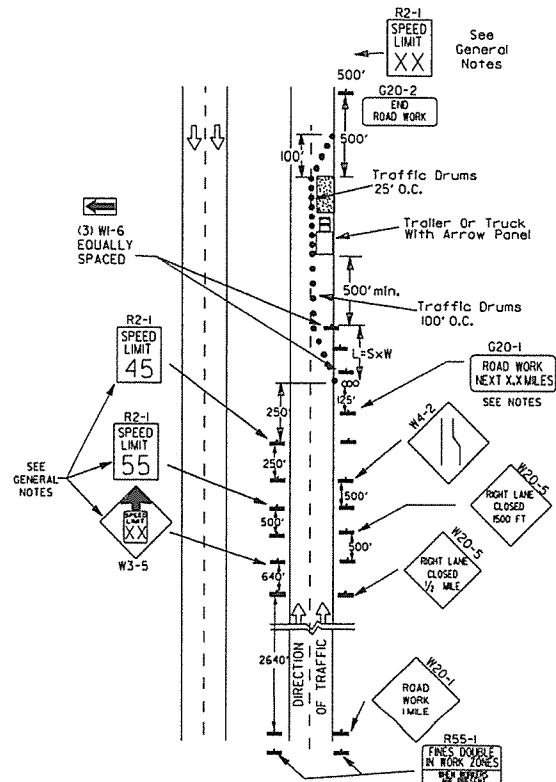 R2-1
SPEED
LIMIT
XX
See
General
Notes
500'
G20-2
END
ROAD WORK
500'
100'
Traffic Drums
25' O.C.
Trailer Or Truck
With Arrow Panel
(3) W1-6
EQUALLY
SPACED
500' min.
Traffic Drums
100' O.C.
R2-1
SPEED
LIMIT
45
L=SxW
G20-1
ROAD WORK
NEXT X.X MILES
SEE NOTES
125'
250'
R2-1
SPEED
LIMIT
55
250'
W4-2
SEE
GENERAL
NOTES
500'
500'
W20-5
RIGHT LANE
CLOSED
1500 FT
SPEED
LIMIT
XX
W3-5
500'
640'
W20-5
RIGHT LANE
CLOSED
1/2 MILE
2640'
DIRECTION
OF TRAFFIC
W20-1
ROAD
WORK
1 MILE
R55-1
FINES DOUBLE
IN WORK ZONES
WHEN WORKERS
ARE PRESENT